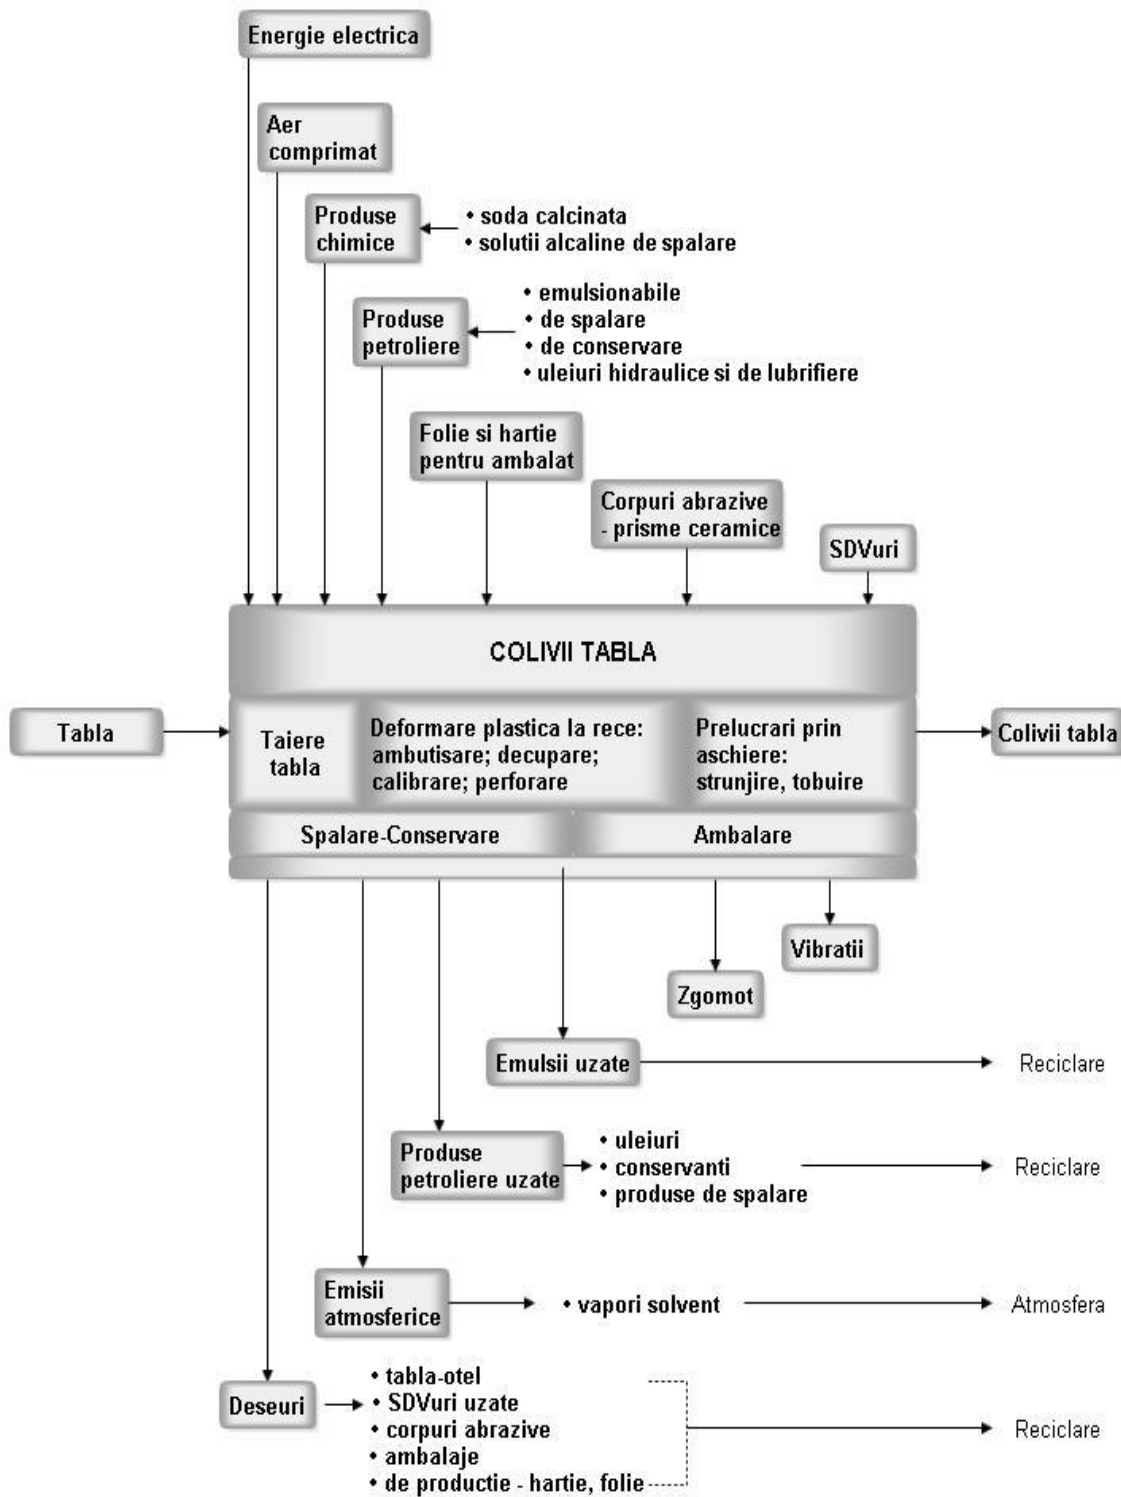 Energie electrica
Aer
comprimat
Produse
chimice
• soda calcinata
• solutii alcaline de spalare
Produse
petroliere
• emulsionabile
• de spalare
• de conservare
• uleiuri hidraulice si de lubrifiere
Folie si hartie
pentru ambalat
Corpuri abrazive
- prisme ceramice
SDVuri
COLIVII TABLA
Tabla
Taiere
tabla
Deformare plastica la rece:
ambutisare; decupare;
calibrare; perforare
Prelucrari prin
aschiere:
strunjire, tobuire
Colivii tabla
Spalare-Conservare
Ambalare
Vibratii
Zgomot
Emulsii uzate
Reciclare
Produse
petroliere uzate
• uleiuri
• conservanti
• produse de spalare
Reciclare
Emisii
atmosferice
• vapori solvent
Atmosfera
Deseuri
• tabla-otel
• SDVuri uzate
• corpuri abrazive
• ambalaje
• de productie - hartie, folie
Reciclare